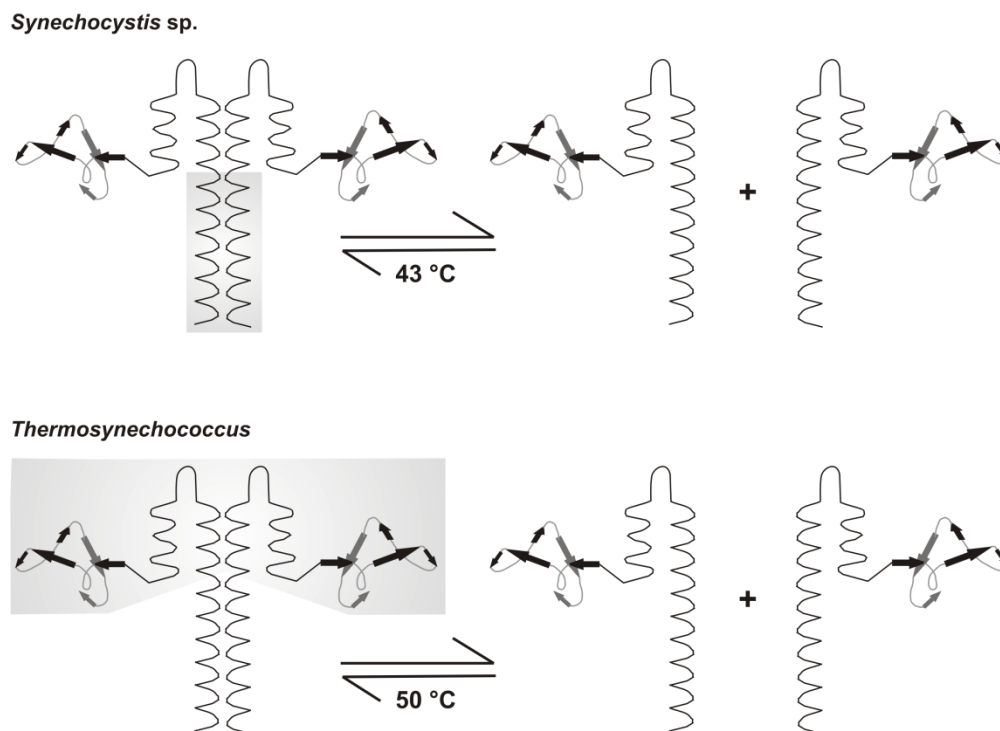 Synechocystis sp.
+
43 °C
Thermosynechococcus
+
50 °C